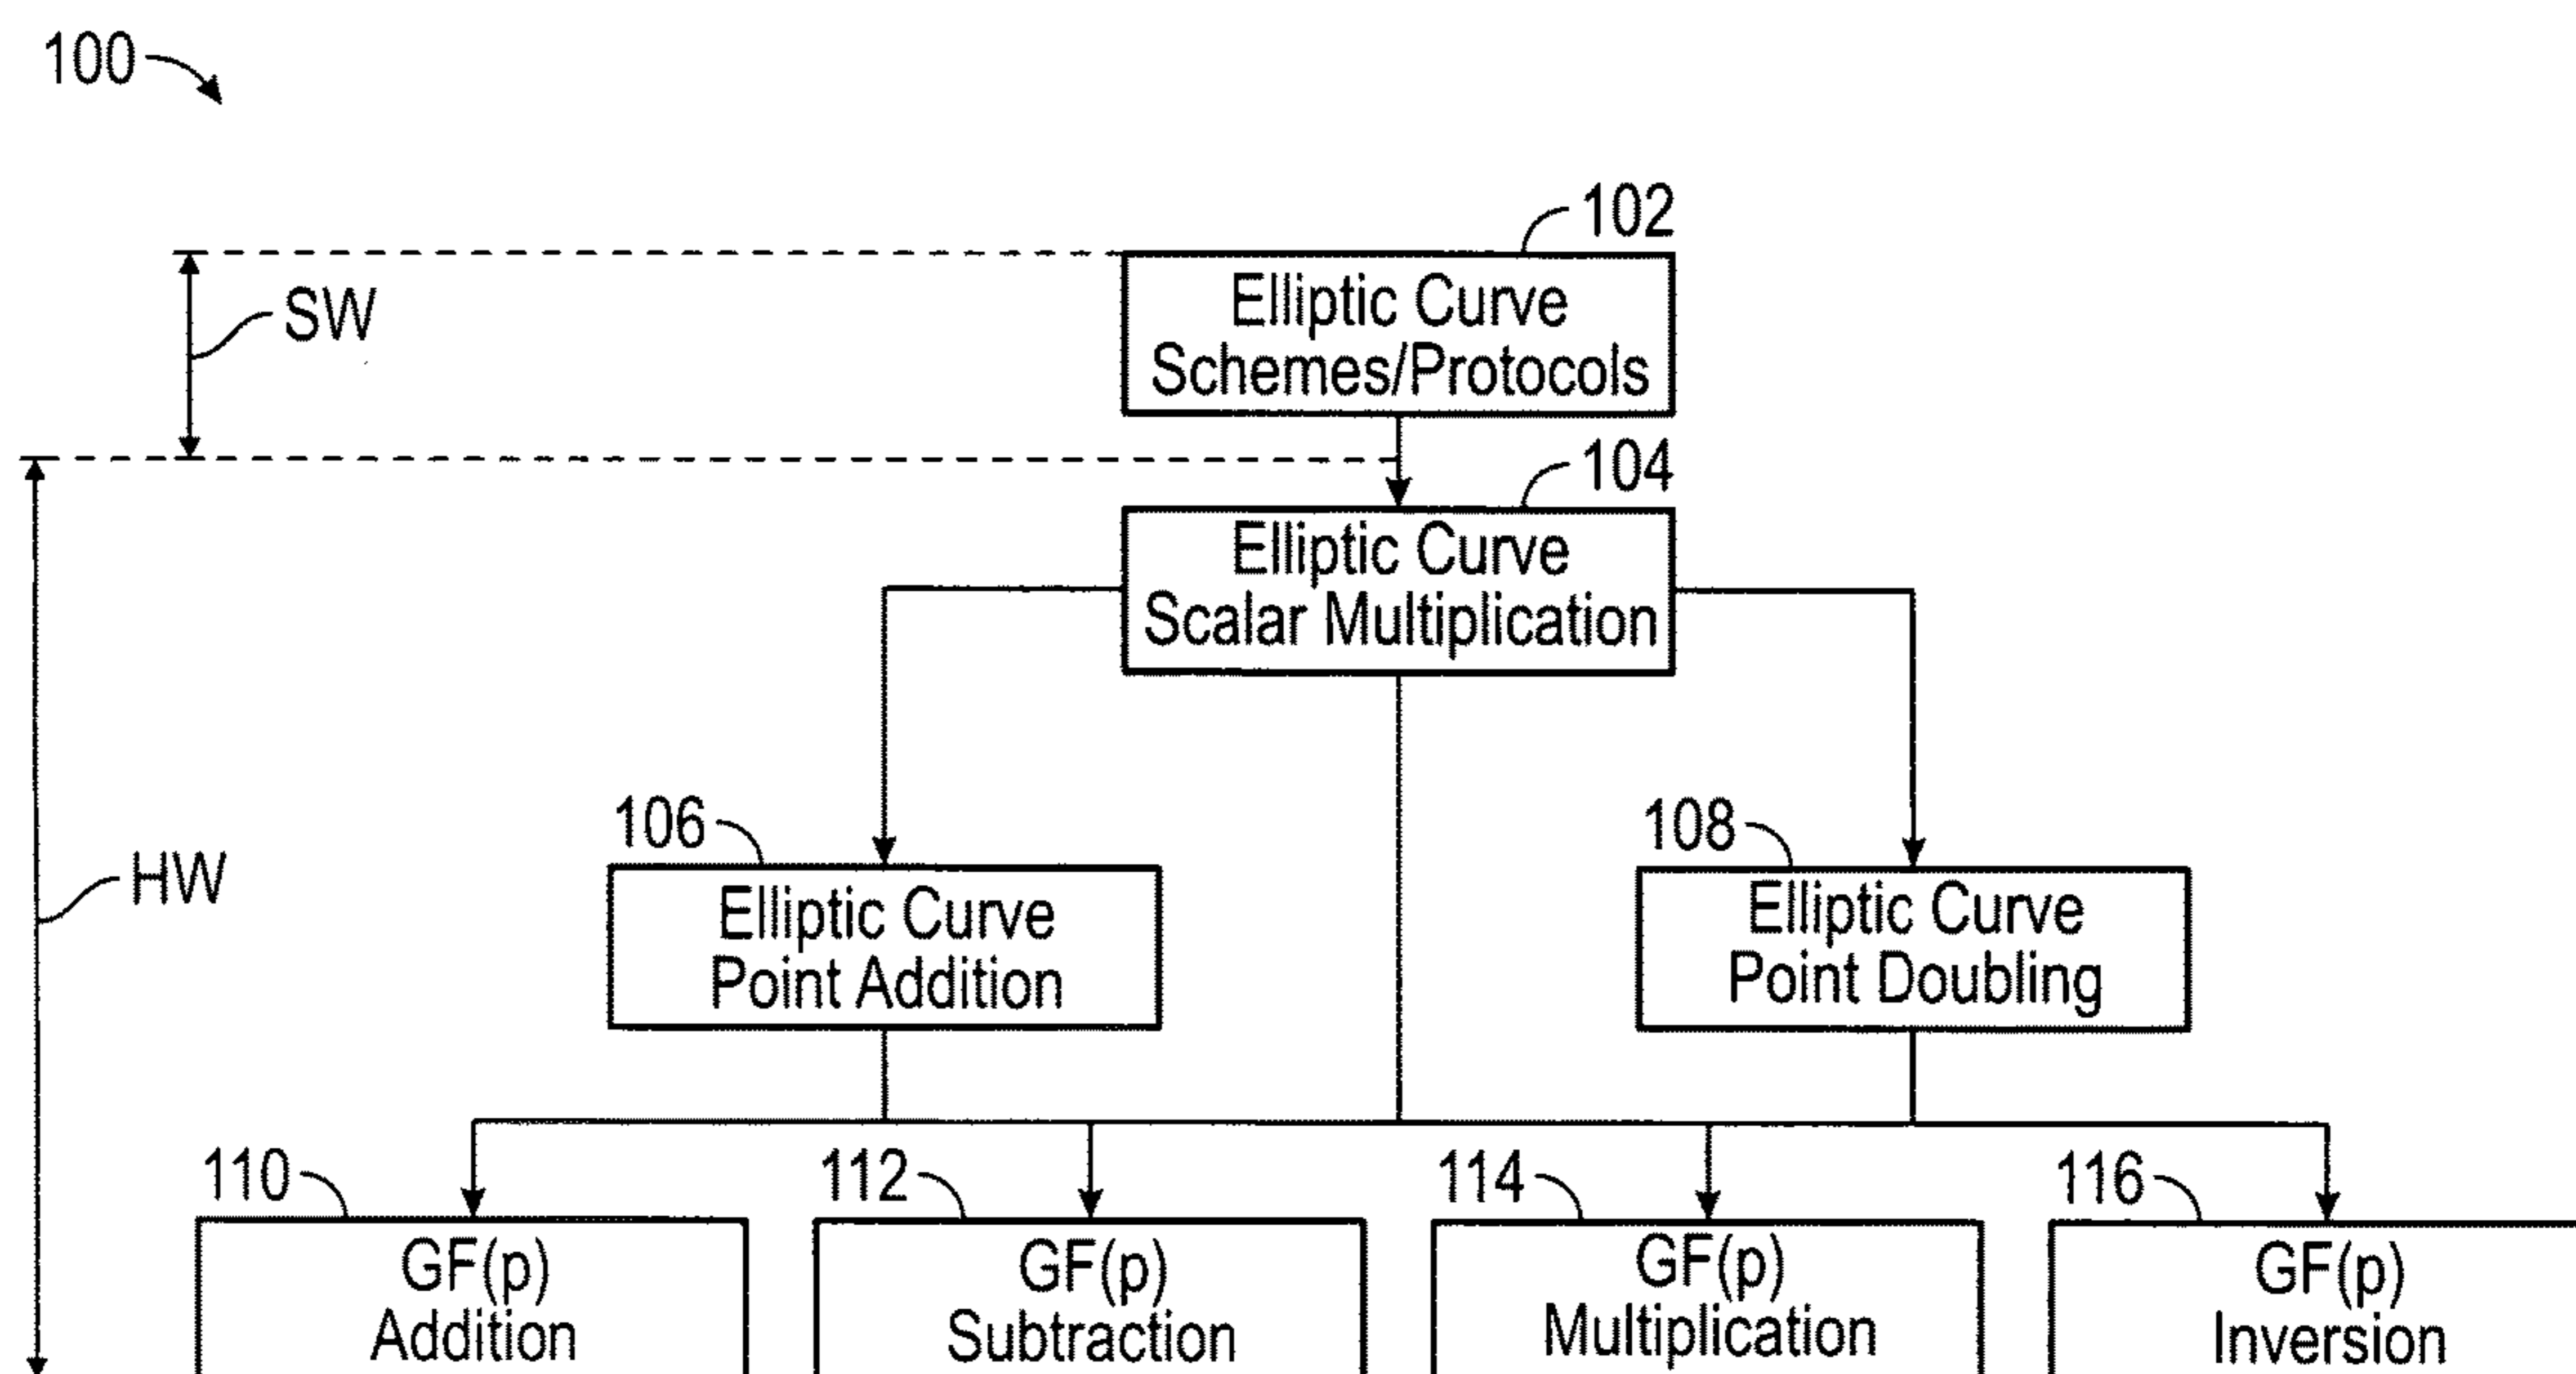 100
102
SW
Elliptic Curve
Schemes/Protocols
104
Elliptic Curve
Scalar Multiplication
106
108
HW
Elliptic Curve
Point Addition
Elliptic Curve
Point Doubling
110
112
114
116
GF(p)
Addition
GF(p)
Subtraction
GF(p)
Multiplication
GF(p)
Inversion